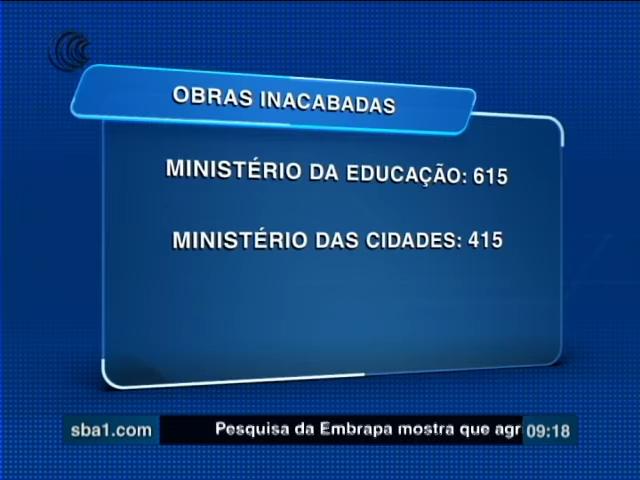 OBRAS INACABADAS
MINISTÉRIO DA EDUCAÇÃO: 615
MINISTÉRIO DAS CIDADES: 415
sba1.com Pesquisa da Embrapa mostra que agr 09:18